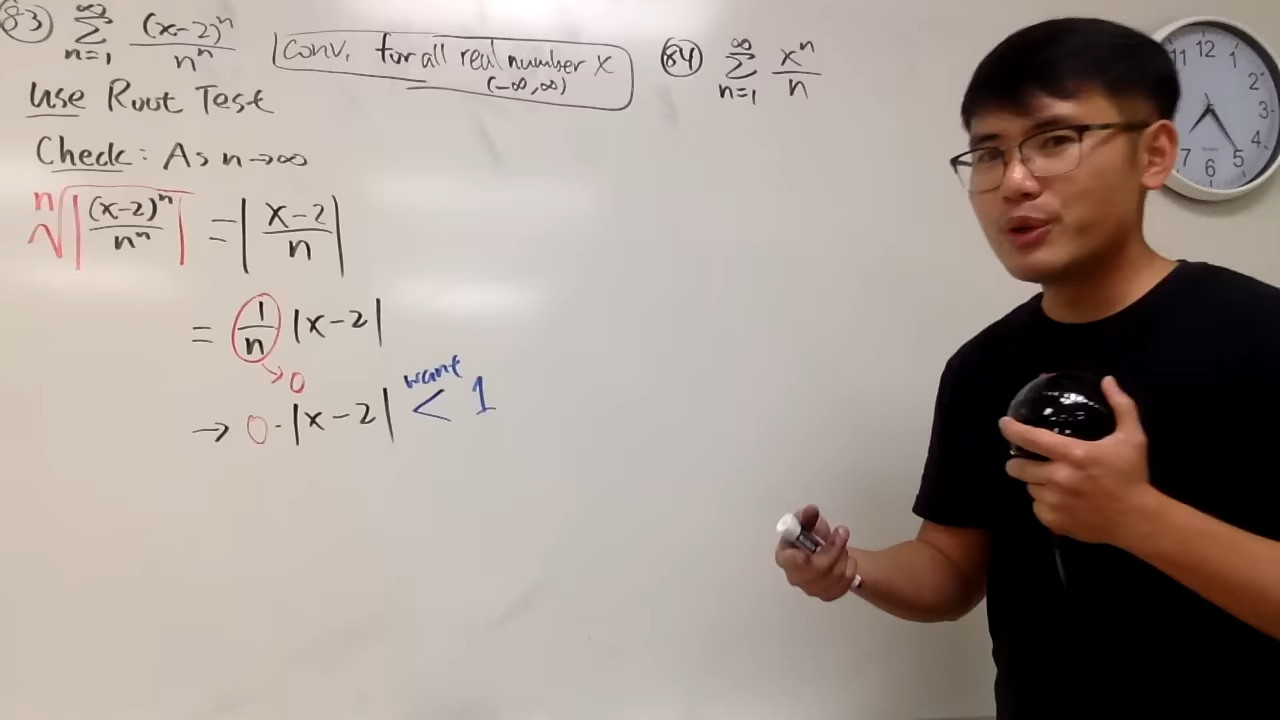 83) ∞ Σ n=1 (x-2)^n / n^n
conv. for all real number x
(-∞,∞)
Use Root Test
Check: As n→∞
n√|(x-2)^n / n^n| = |x-2 / n|
= 1/n |x-2|
→0
→ 0·|x-2| < 1
want
84 ∞ Σ n=1 x^n / n
11 12 1 2 3 4 5 6 7